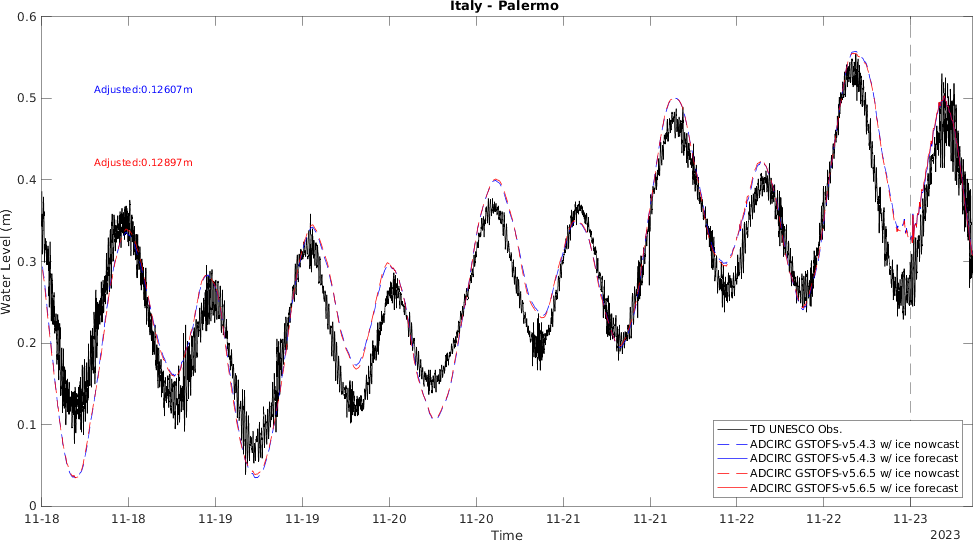 Italy - Palermo
0.6
0.5
0.4
0.3
0.2
0.1
0
Water Level (m)
Adjusted:0.12607m
Adjusted:0.12897m
TD UNESCO Obs.
ADCIRC GSTOFS-v5.4.3 w/ ice nowcast
ADCIRC GSTOFS-v5.4.3 w/ ice forecast
ADCIRC GSTOFS-v5.6.5 w/ ice nowcast
ADCIRC GSTOFS-v5.6.5 w/ ice forecast
11-18 11-18 11-19 11-19 11-20 11-20 11-21 11-21 11-22 11-22 11-23
Time
2023